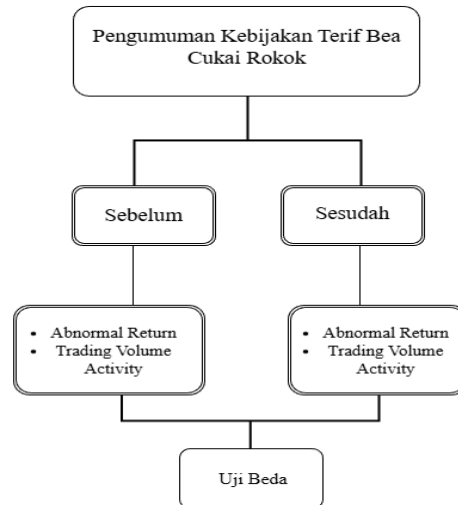 Pengumuman Kebijakan Terif Bea
Cukai Rokok
Sebelum
Sesudah
• Abnormal Return
• Trading Volume
Activity
• Abnormal Return
• Trading Volume
Activity
Uji Beda